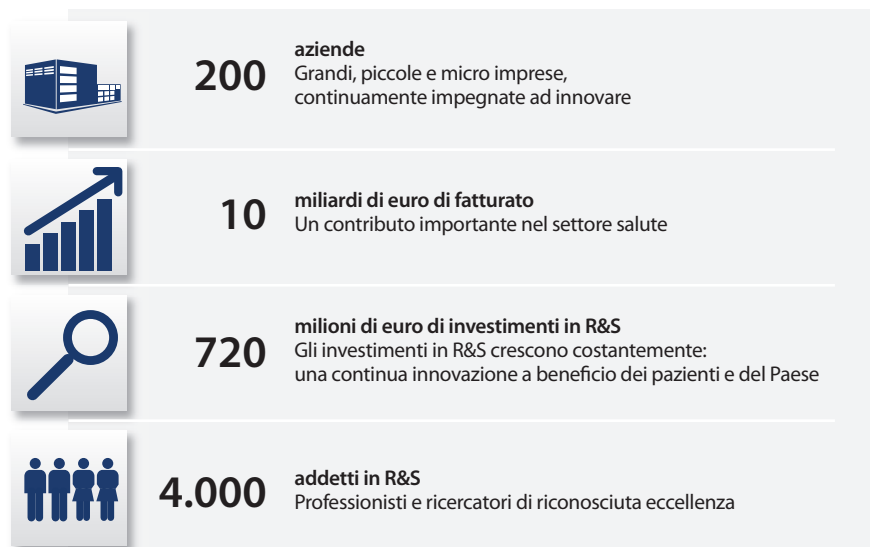 200
aziende
Grandi, piccole e micro imprese,
continuamente impegnate ad innovare
10
miliardi di euro di fatturato
Un contributo importante nel settore salute
720
milioni di euro di investimenti in R&S
Gli investimenti in R&S crescono costantemente:
una continua innovazione a beneficio dei pazienti e del Paese
4.000
addetti in R&S
Professionisti e ricercatori di riconosciuta eccellenza